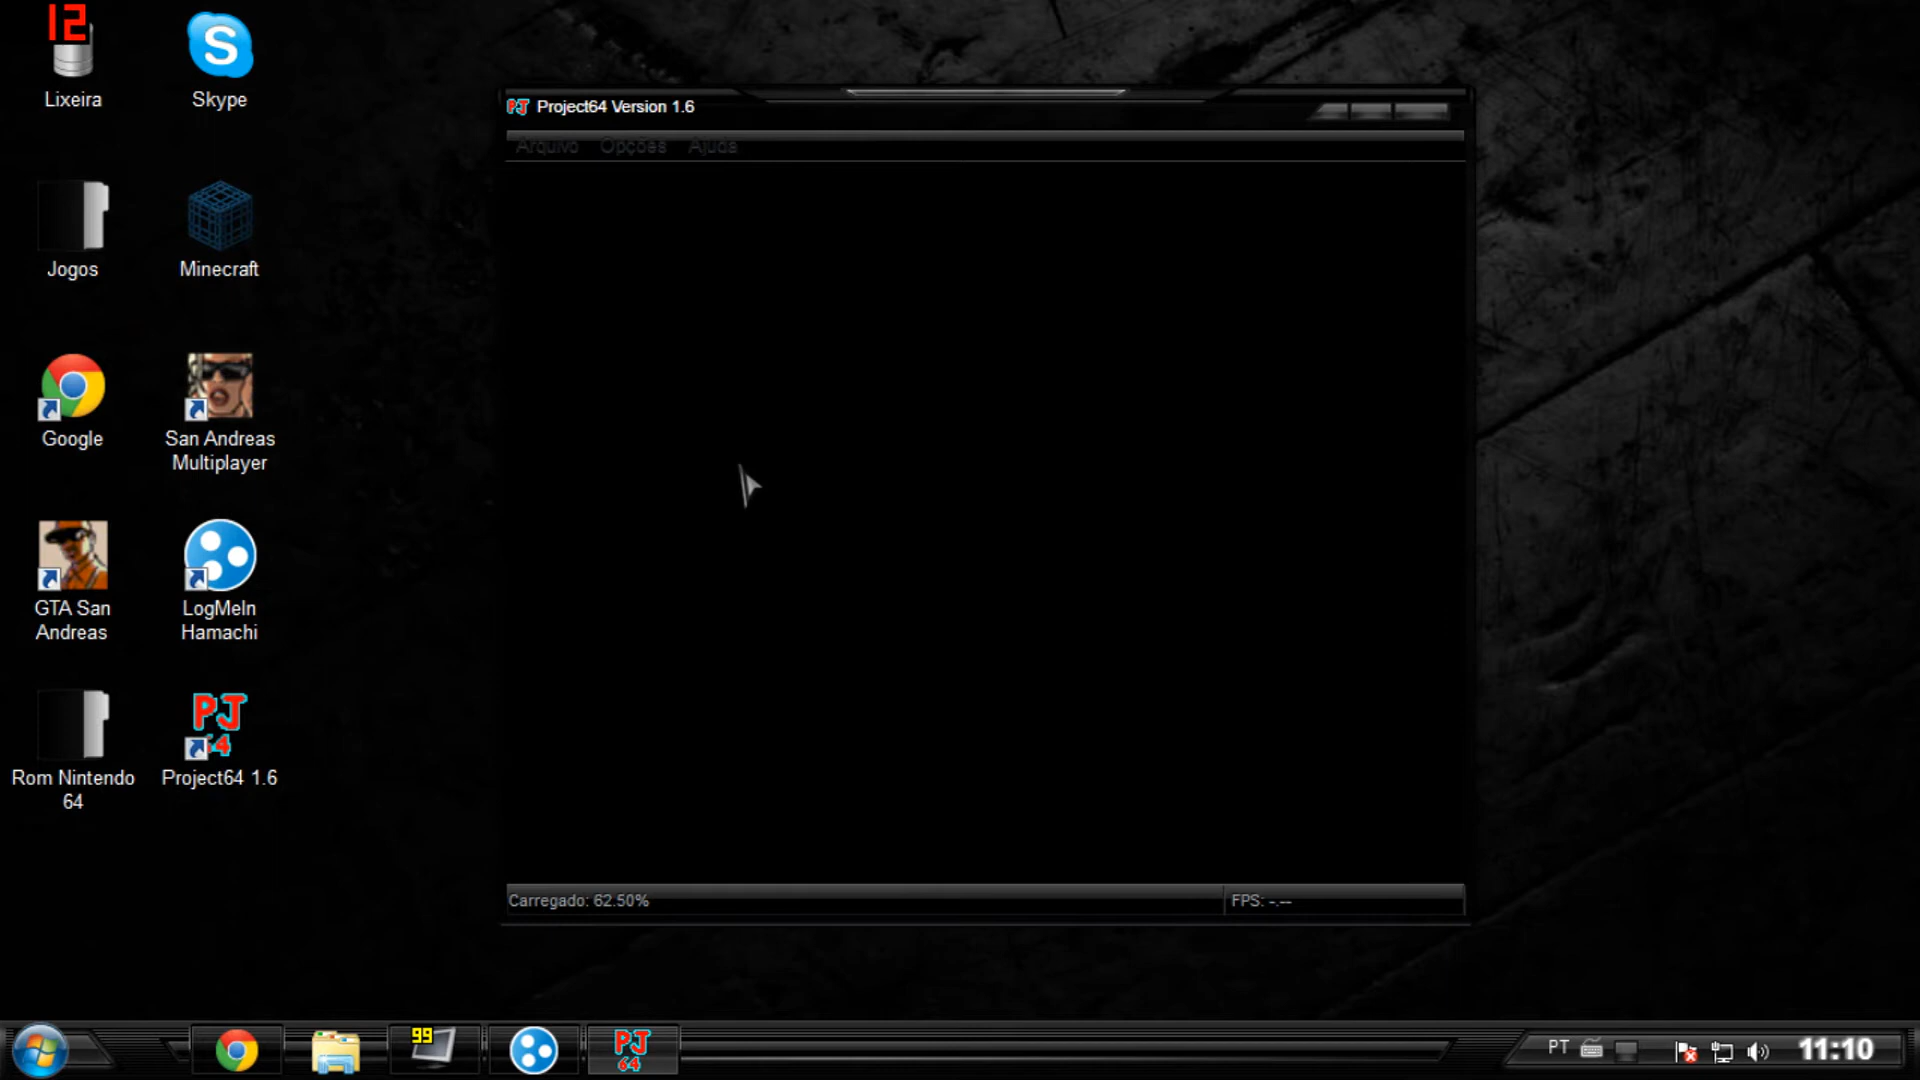 12
Lixeira
Skype
Jogos
Minecraft
Google
San Andreas
Multiplayer
GTA San
Andreas
LogMeIn
Hamachi
Rom Nintendo
64
PJ
64
Project64 1.6
PJ Project64 Version 1.6
Arquivo Opções Ajuda
Carregado: 62.50%
FPS: -.--
99
PJ
64
PT
11:10